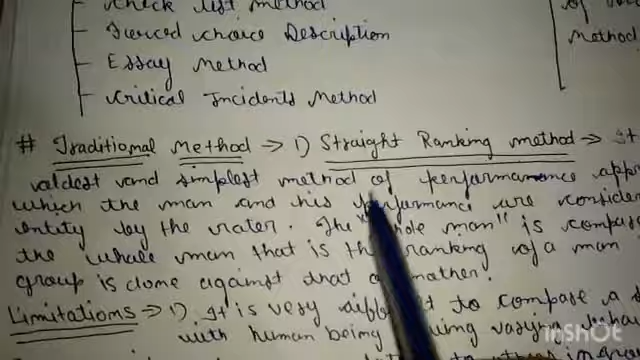 Check list Method
Forced choice Description
Essay Method
Critical Incidents Method
of
Method
# Traditional Method → 1) Straight Ranking method → It
oldest and simplest method of performance
which the man and his performance are
entity by the rater. The "whole man" is
the whole man that is the ranking of a man
group is done against that another.
Limitations → 1) It is very to compare a
with human being varying
InShOt